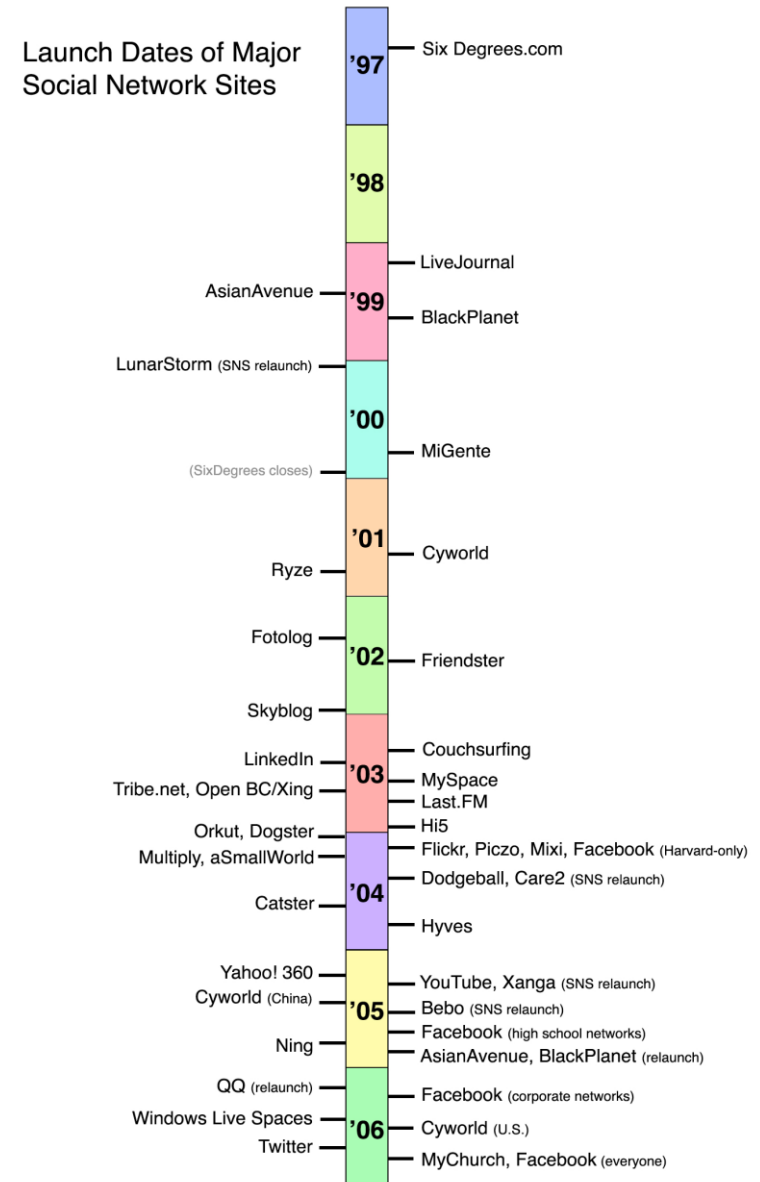 Launch Dates of Major
Social Network Sites
’97
Six Degrees.com
’98
LiveJournal
AsianAvenue
’99
BlackPlanet
LunarStorm (SNS relaunch)
’00
MiGente
(SixDegrees closes)
’01
Cyworld
Ryze
Fotolog
’02
Friendster
Skyblog
Couchsurfing
LinkedIn
’03
MySpace
Tribe.net, Open BC/Xing
Last.FM
Hi5
Orkut, Dogster
Flickr, Piczo, Mixi, Facebook (Harvard-only)
Multiply, aSmallWorld
Dodgeball, Care2 (SNS relaunch)
’04
Catster
Hyves
Yahoo! 360
YouTube, Xanga (SNS relaunch)
Cyworld (China)
Bebo (SNS relaunch)
’05
Facebook (high school networks)
Ning
AsianAvenue, BlackPlanet (relaunch)
QQ (relaunch)
Facebook (corporate networks)
Windows Live Spaces
’06
Cyworld (U.S.)
Twitter
MyChurch, Facebook (everyone)